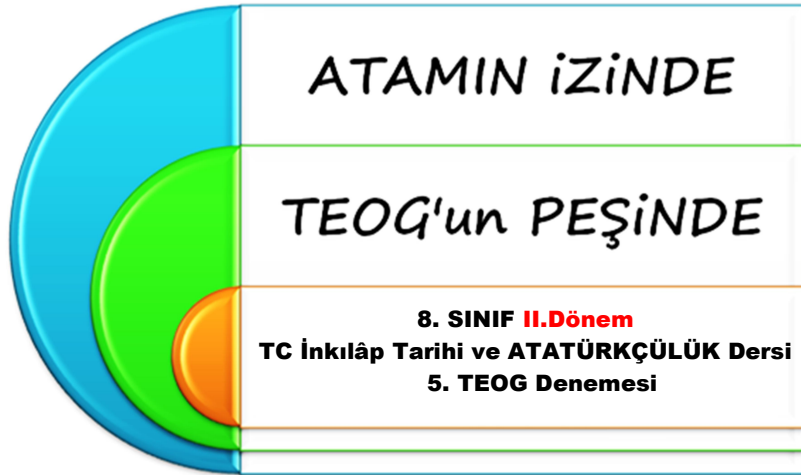 ATAMIN İZİNDE
TEOG'un PEŞİNDE
8. SINIF II.Dönem
TC İnkılâp Tarihi ve ATATÜRKÇÜLÜK Dersi
5. TEOG Denemesi